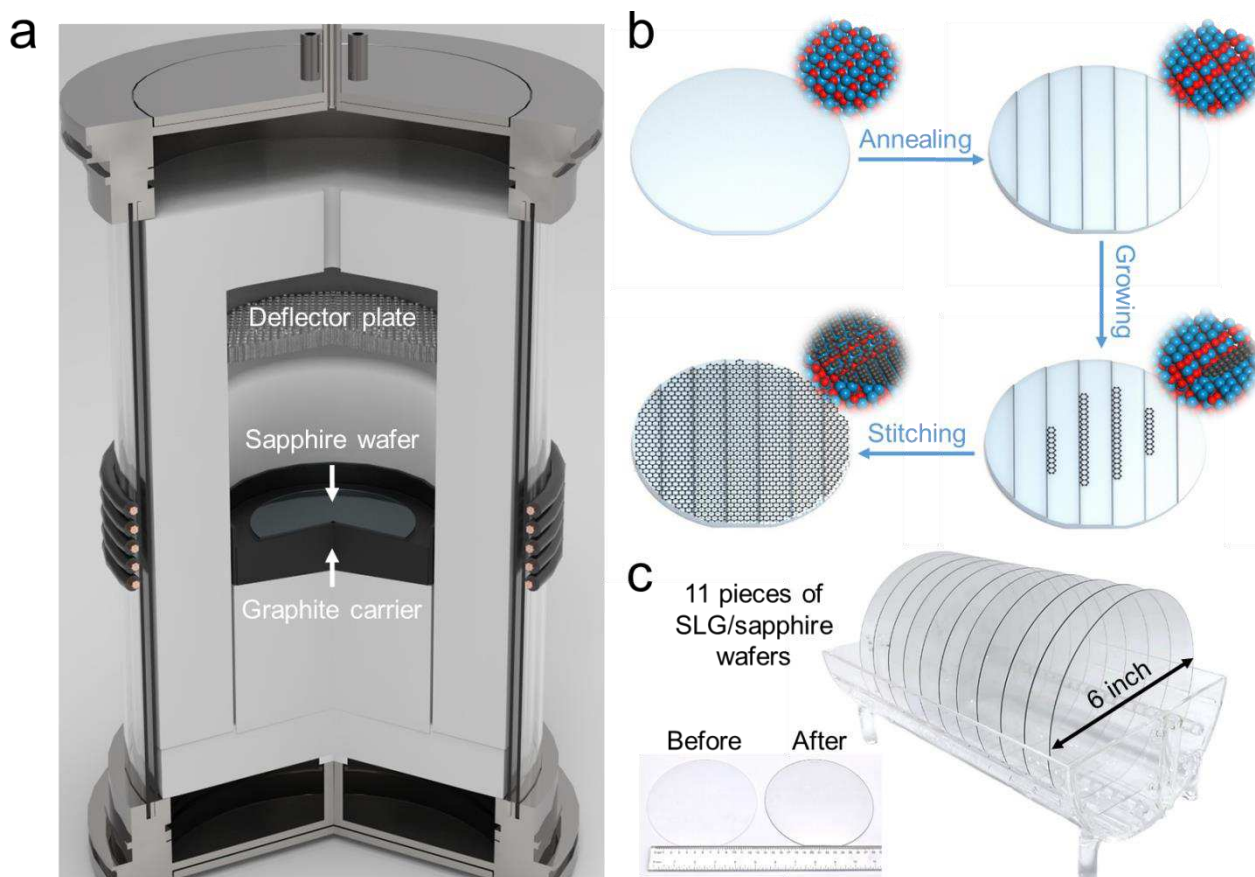 a
Deflector plate
Sapphire wafer
Graphite carrier
b
Annealing
Growing
Stitching
c
11 pieces of
SLG/sapphire
wafers
6 inch
Before
After